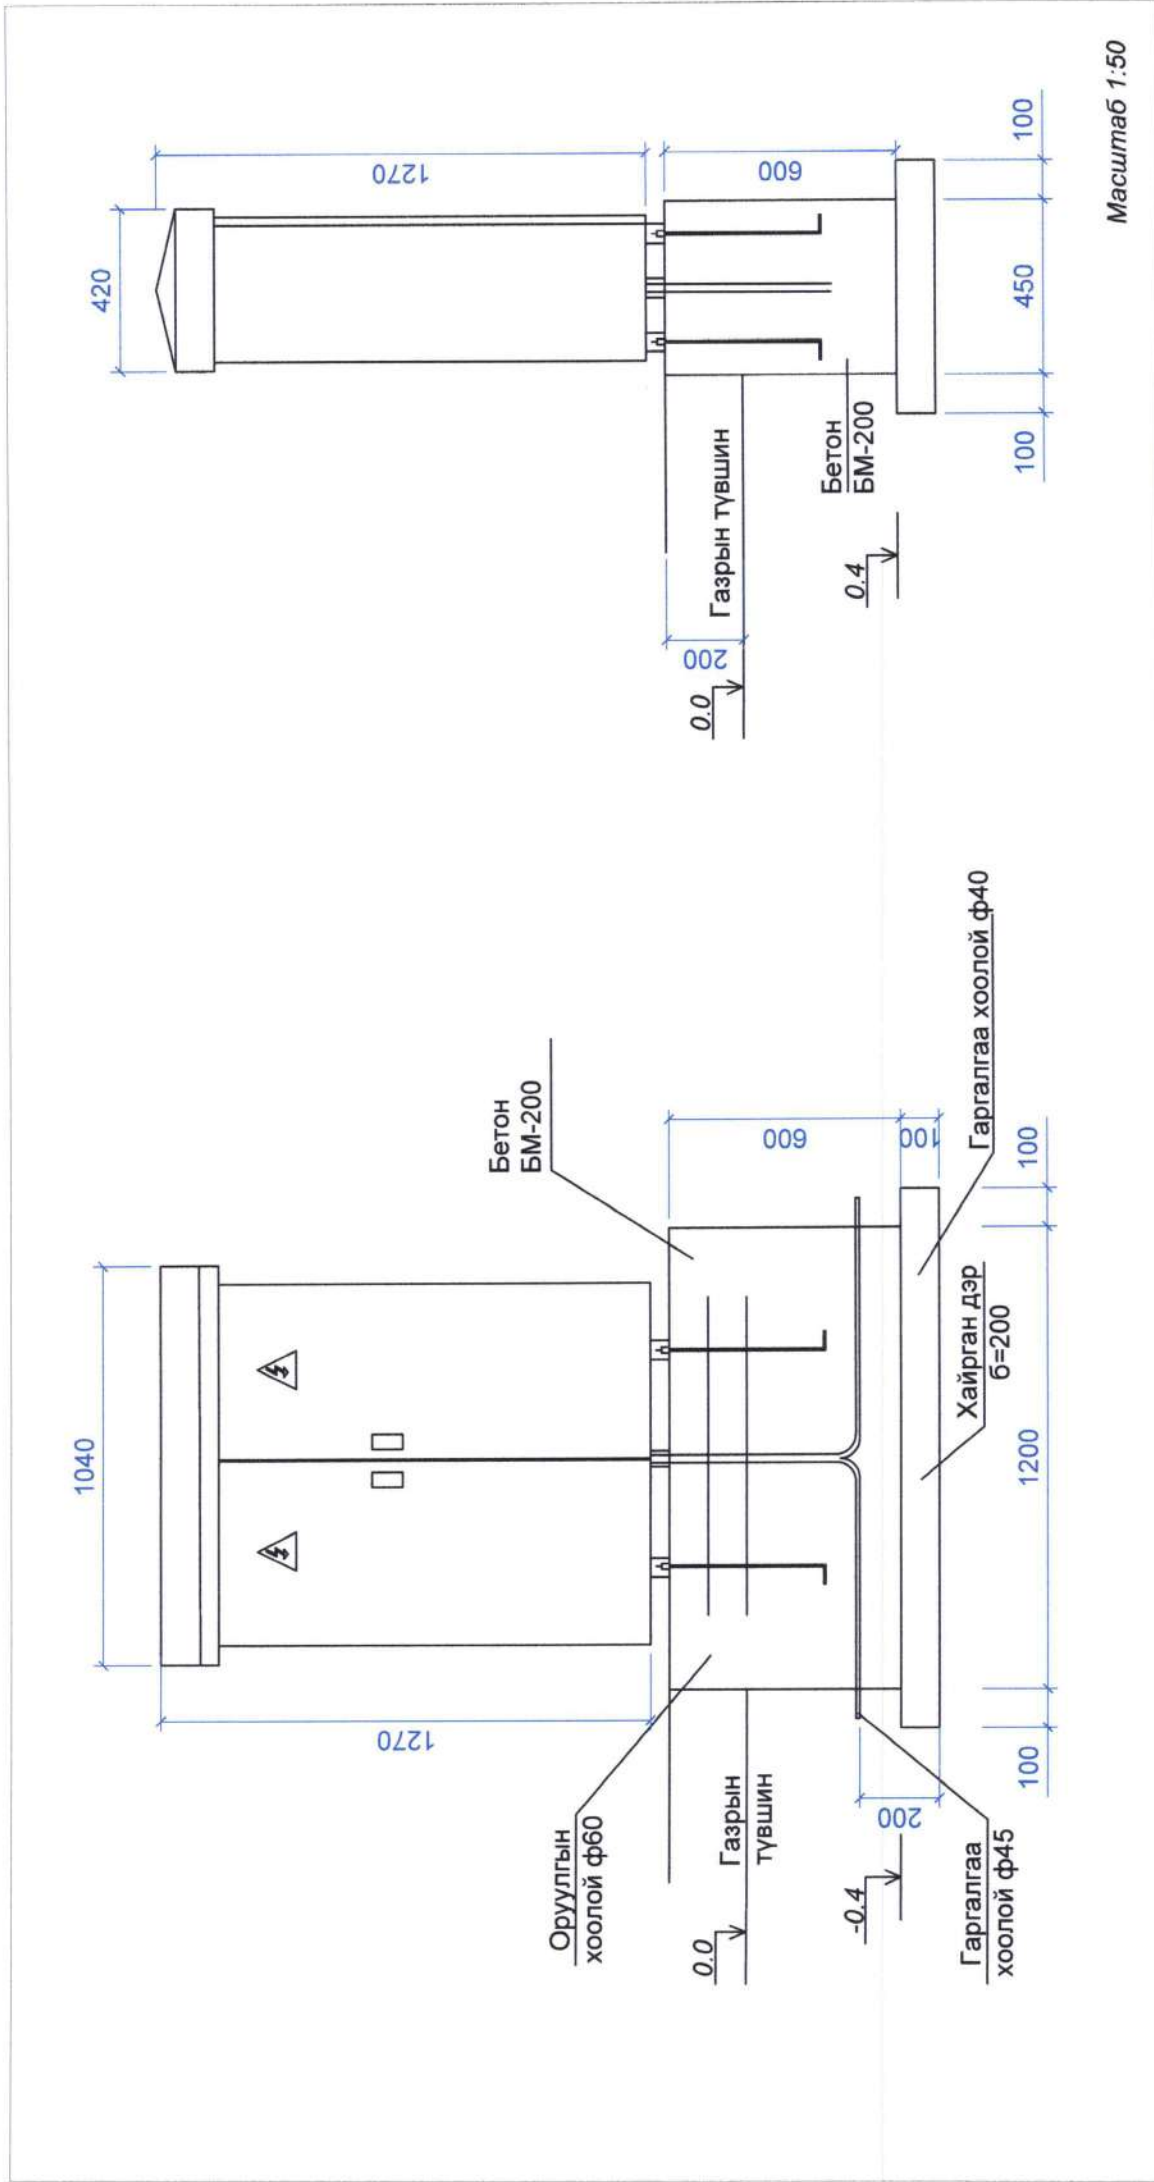 1040
1270
Оруулгын
хоолой ф60
Бетон
БМ-200
Газрын
түвшин
0.0
-0.4
200
600
100
Гаргалгаа
хоолой ф45
Хайрган дэр
б=200
Гаргалгаа хоолой ф40
100
1200
100
420
1270
600
200
Газрын түвшин
0.0
0.4
Бетон
БМ-200
100
450
100
Масштаб 1:50